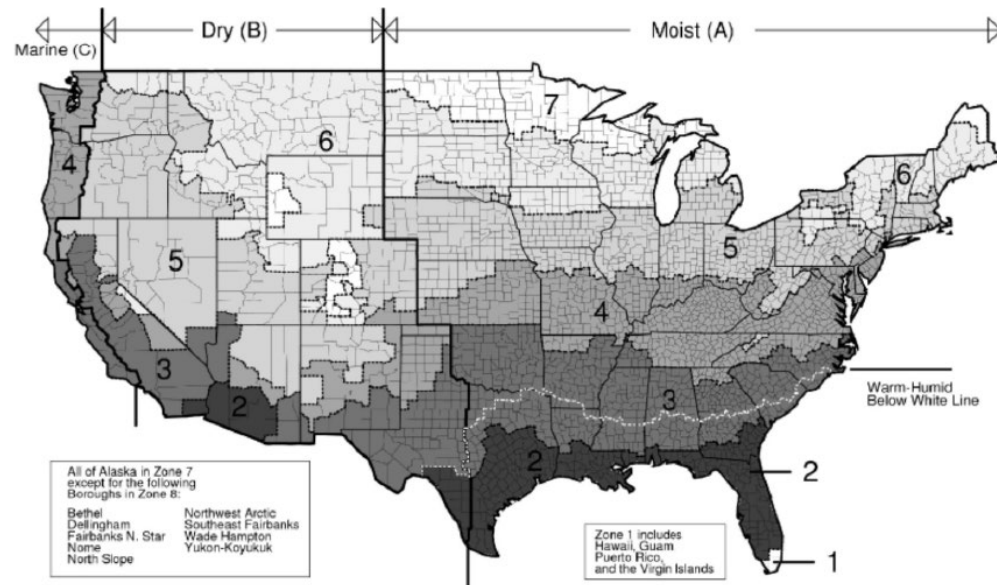 Marine (C)
Dry (B)
Moist (A)
7
6
6
4
5
5
4
3
3
2
2
2
1
Warm-Humid
Below White Line
All of Alaska in Zone 7
except for the following
Boroughs in Zone 8:
Bethel
Dellingham
Fairbanks N. Star
Nome
North Slope
Northwest Arctic
Southeast Fairbanks
Wade Hampton
Yukon-Koyukuk
Zone 1 includes
Hawaii, Guam
Puerto Rico,
and the Virgin Islands